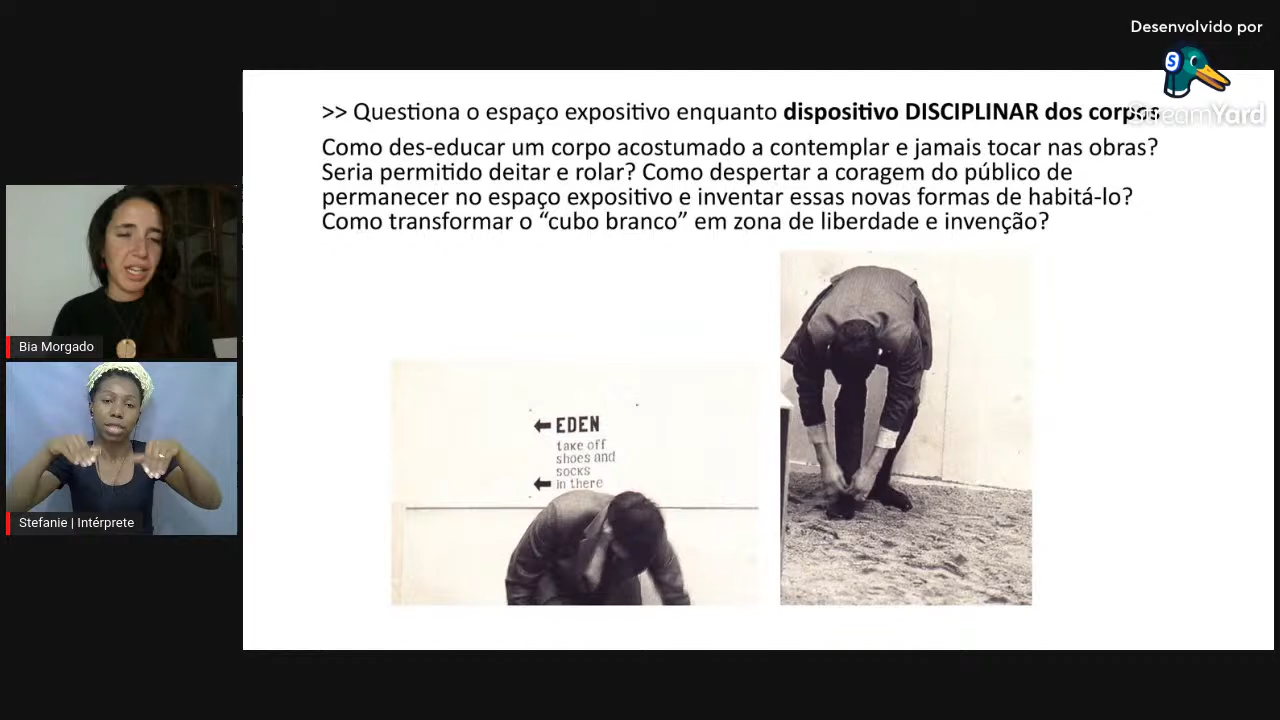 Desenvolvido por
S
StreamYard
>> Questiona o espaço expositivo enquanto dispositivo DISCIPLINAR dos corpos
Como des-educar um corpo acostumado a contemplar e jamais tocar nas obras?
Seria permitido deitar e rolar? Como despertar a coragem do público de
permanecer no espaço expositivo e inventar essas novas formas de habitá-lo?
Como transformar o “cubo branco” em zona de liberdade e invenção?
Bia Morgado
Stefanie | Intérprete
EDEN
take off
shoes and
socks
in there